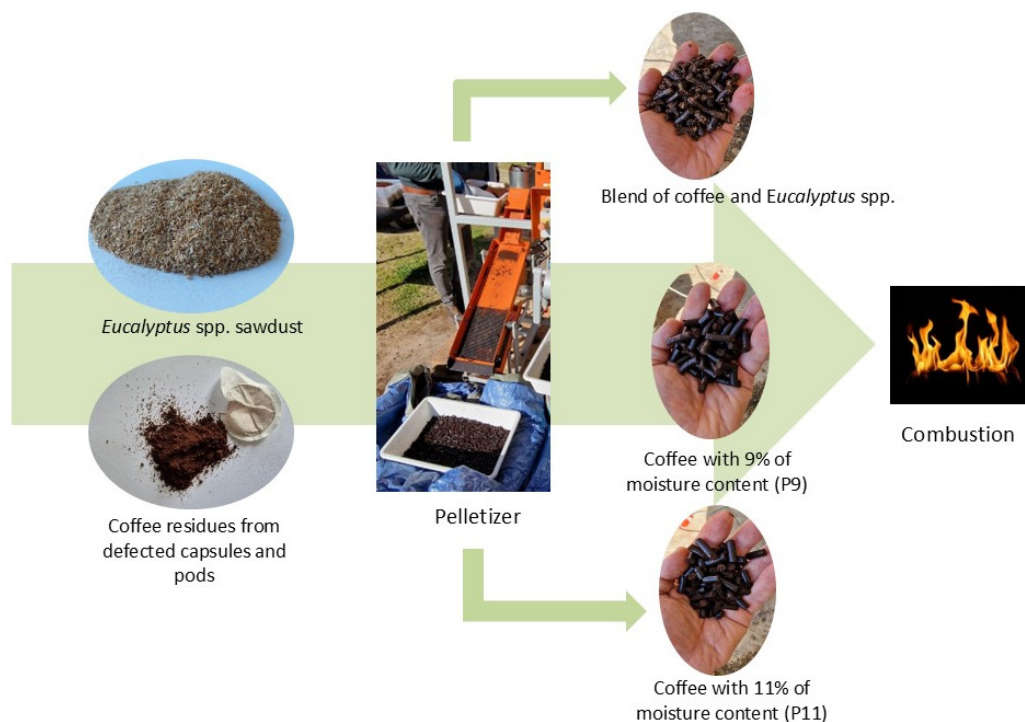 Blend of coffee and Eucalyptus spp.
Eucalyptus spp. sawdust
Combustion
Coffee with 9% of
moisture content (P9)
Pelletizer
Coffee residues from
defected capsules and
pods
Coffee with 11% of
moisture content (P11)